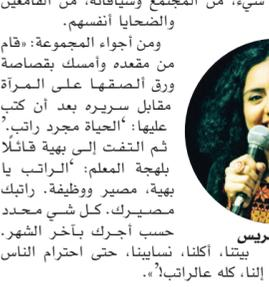 شيء، من المجتمع وسياقاته، من القامعين
والضحايا أنفسهم.
ومن أجواء المجموعة: «قام
من مقعده وأمسك بقصاصة
ورق ألصقها على المرآة
مقابل سريره بعد أن كتب
عليها: ‘الحياة مجرد راتب.’
ثم التفت إلى بهية قائلًا
بلهجة المعلم: ‘الراتب يا
بهية، مصير ووظيفة. راتبك
مصيرك. كل شي محدد
حسب أجرك بآخر الشهر.
بيتنا، أكلنا، نسايبنا، حتى احترام الناس
إلنا، كله عالراتب!’».
ريس